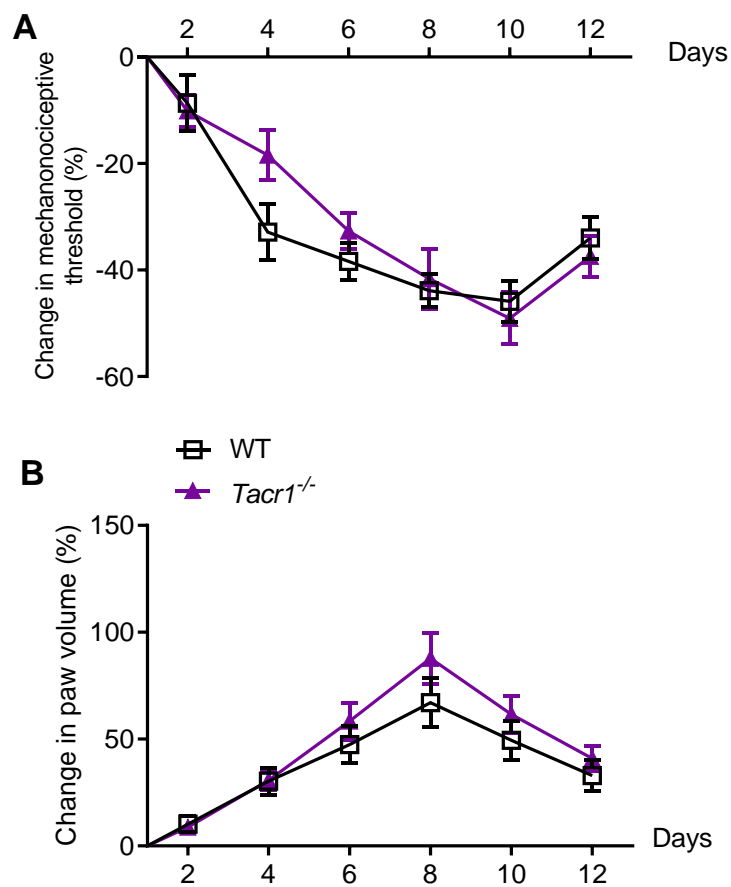 A
2 4 6 8 10 12
Days
0
-20
-40
-60
Change in mechanonociceptive
threshold (%)
WT
Tacr1-/-
B
150
100
50
0
Change in paw volume (%)
Days
2 4 6 8 10 12